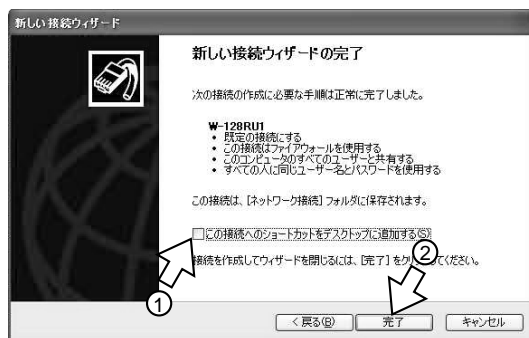 新しい接続ウィザード
新しい接続ウィザードの完了
次の接続の作成に必要な手順は正常に完了しました。
W-128RU1
• 既定の接続にする
• この接続はファイアウォールを使用する
• このコンピュータのすべてのユーザーと共有する
• すべての人に同じユーザー名とパスワードを使用する
この接続は、[ネットワーク接続] フォルダに保存されます。
この接続へのショートカットをデスクトップに追加する(S)
接続を作成してウィザードを閉じるには、[完了] をクリ てください。
①
②
< 戻る(B)
完了
キャンセル